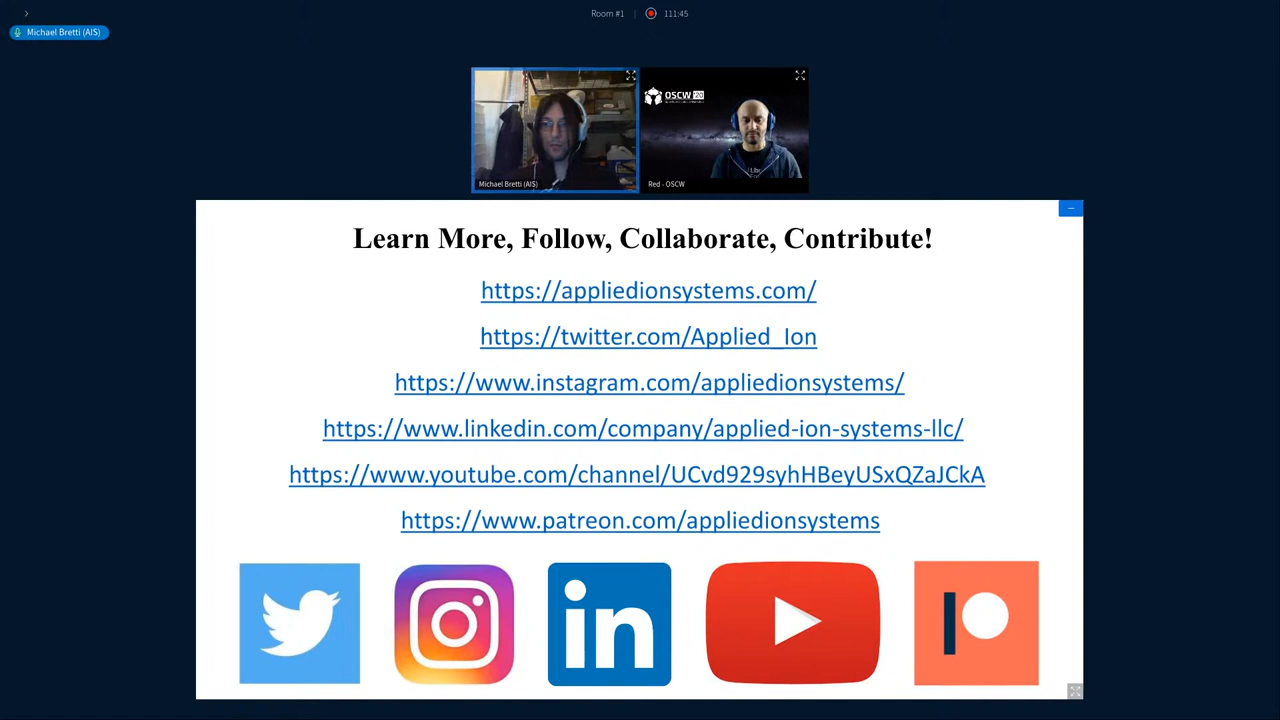 Room #1 | 111:45
Michael Bretti (AIS)
OSCW '20
Michael Bretti (AIS)
Red - OSCW
Learn More, Follow, Collaborate, Contribute!
https://appliedionsystems.com/
https://twitter.com/Applied_Ion
https://www.instagram.com/appliedionsystems/
https://www.linkedin.com/company/applied-ion-systems-llc/
https://www.youtube.com/channel/UCvd929syhHBeyUSxQZaJCkA
https://www.patreon.com/appliedionsystems
in